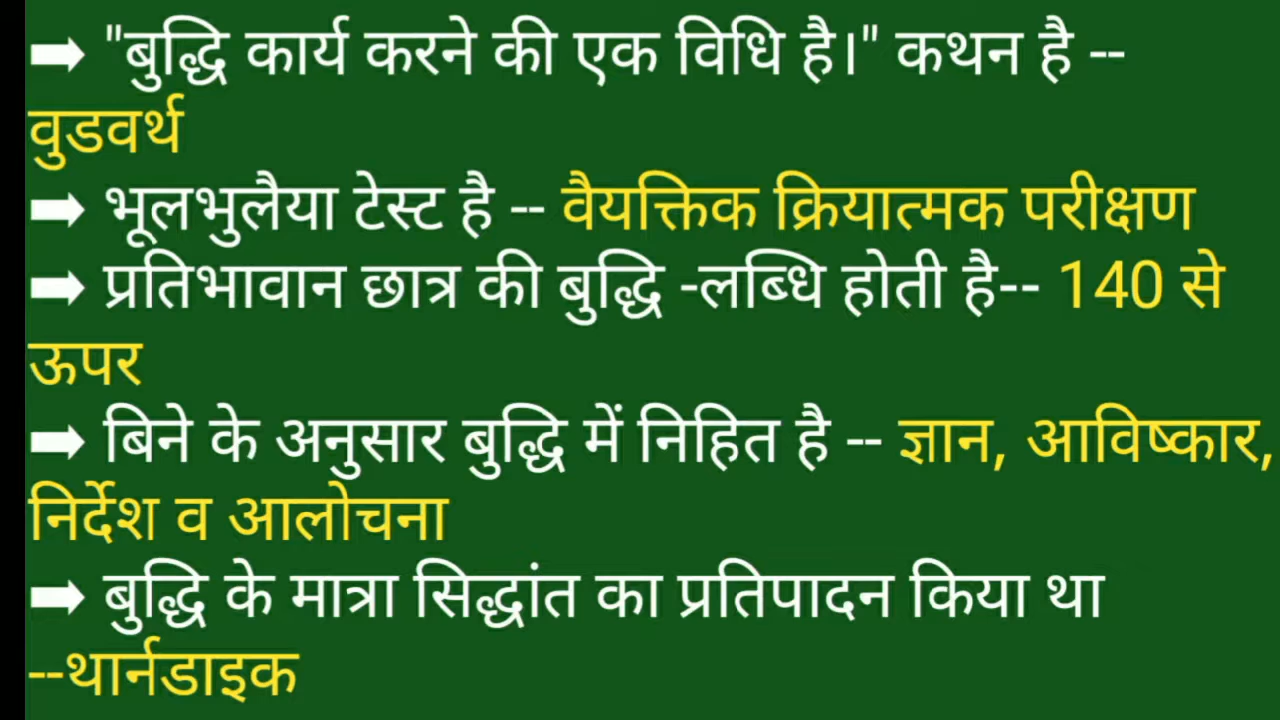 ➡ "बुद्धि कार्य करने की एक विधि है।" कथन है --
वुडवर्थ
➡ भूलभुलैया टेस्ट है -- वैयक्तिक क्रियात्मक परीक्षण
➡ प्रतिभावान छात्र की बुद्धि -लब्धि होती है-- 140 से
ऊपर
➡ बिने के अनुसार बुद्धि में निहित है -- ज्ञान, आविष्कार,
निर्देश व आलोचना
➡ बुद्धि के मात्रा सिद्धांत का प्रतिपादन किया था
--थार्नडाइक